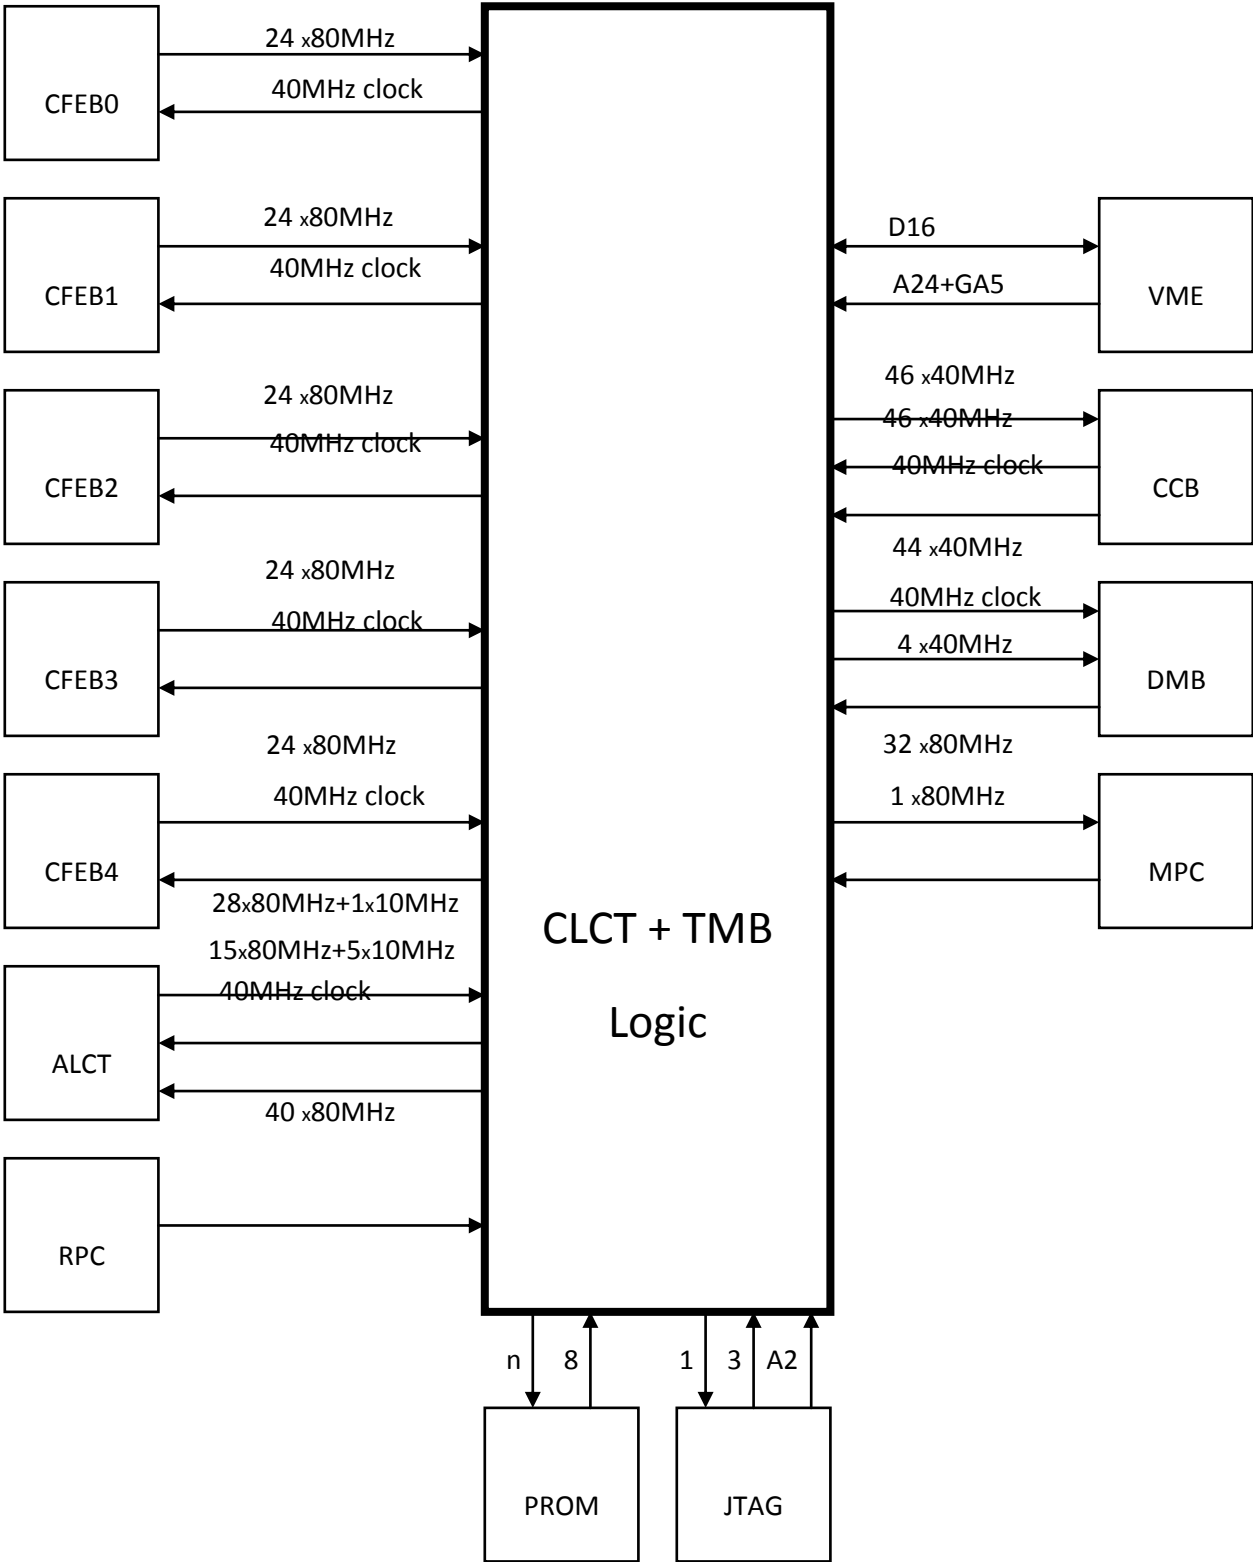 24 x80MHz
40MHz clock
CFEB0
24 x80MHz
40MHz clock
CFEB1
24 x80MHz
40MHz clock
CFEB2
24 x80MHz
40MHz clock
CFEB3
24 x80MHz
40MHz clock
CFEB4
28x80MHz+1x10MHz
15x80MHz+5x10MHz
40MHz clock
ALCT
40 x80MHz
RPC
CLCT + TMB
Logic
D16
A24+GA5
VME
46 x40MHz
46 x40MHz
40MHz clock
CCB
44 x40MHz
40MHz clock
4 x40MHz
DMB
32 x80MHz
1 x80MHz
MPC
n 8
PROM
1 3 A2
JTAG